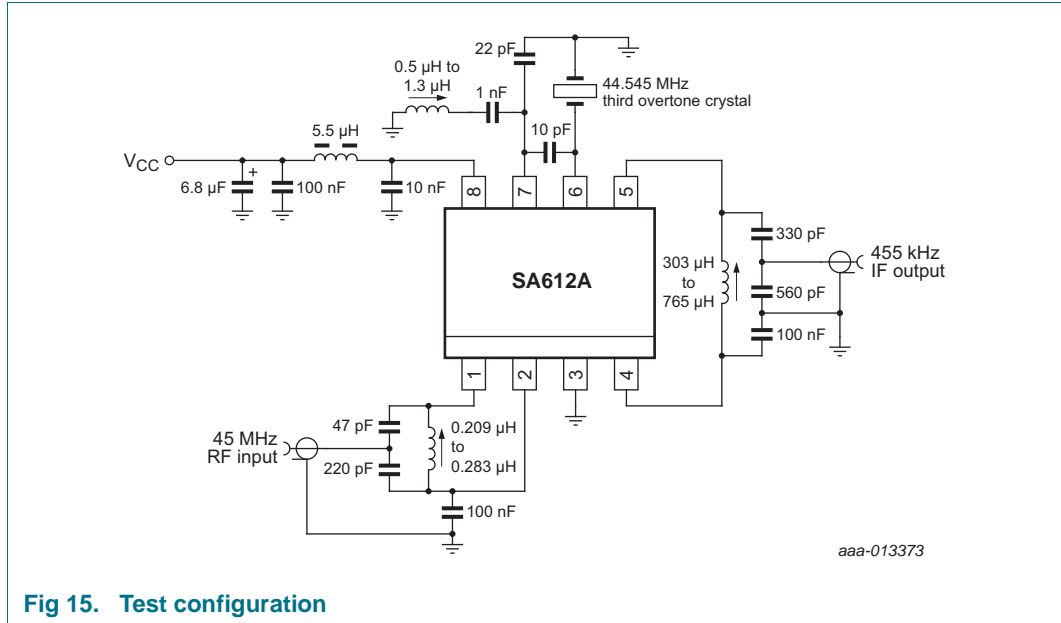 22 pF
0.5 μH to
1.3 μH
1 nF
44.545 MHz
third overtone crystal
5.5 μH
10 pF
VCC
6.8 μF
+
100 nF
10 nF
8
7
6
5
330 pF
303 μH
to
765 μH
455 kHz
IF output
SA612A
560 pF
100 nF
1
2
3
4
47 pF
0.209 μH
to
0.283 μH
45 MHz
RF input
220 pF
100 nF
aaa-013373
Fig 15. Test configuration